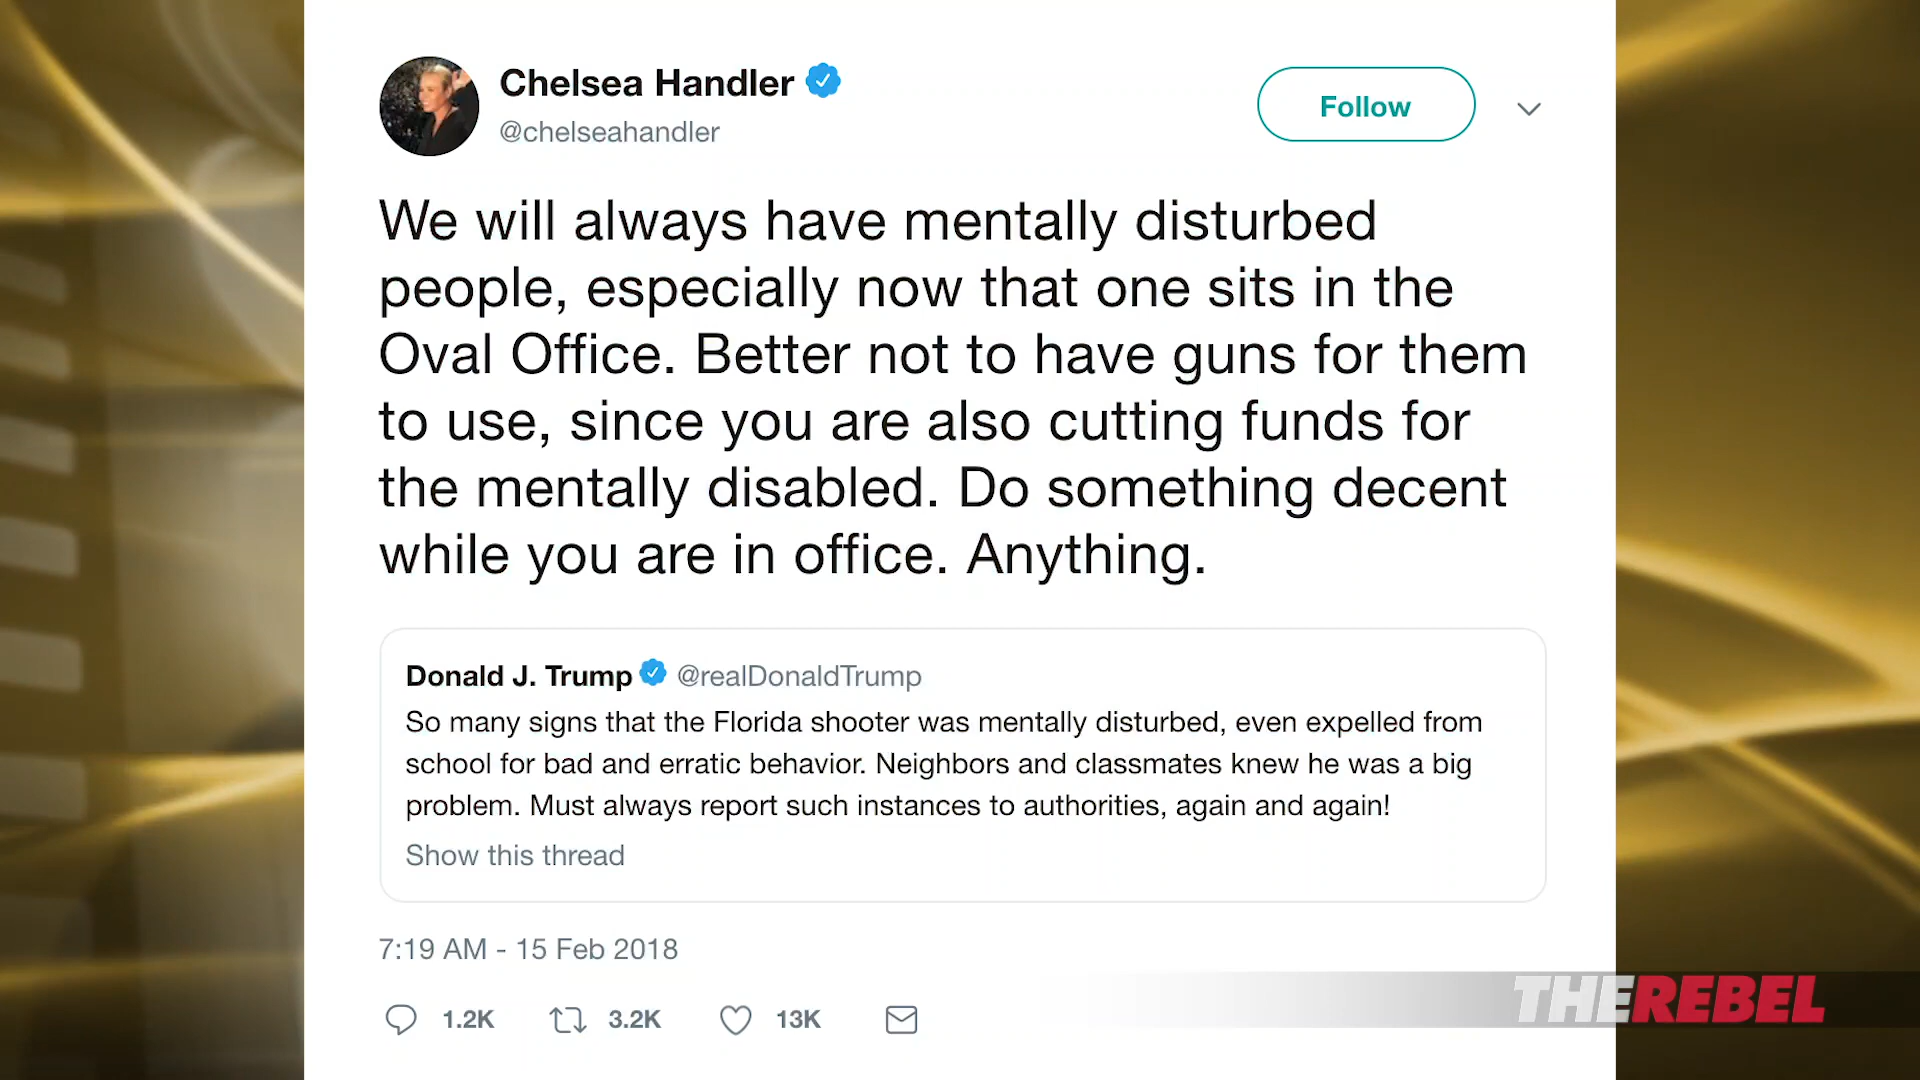 Chelsea Handler
@chelseahandler
Follow
We will always have mentally disturbed
people, especially now that one sits in the
Oval Office. Better not to have guns for them
to use, since you are also cutting funds for
the mentally disabled. Do something decent
while you are in office. Anything.
Donald J. Trump @realDonaldTrump
So many signs that the Florida shooter was mentally disturbed, even expelled from
school for bad and erratic behavior. Neighbors and classmates knew he was a big
problem. Must always report such instances to authorities, again and again!
Show this thread
7:19 AM - 15 Feb 2018
1.2K 3.2K 13K
THEREBEL